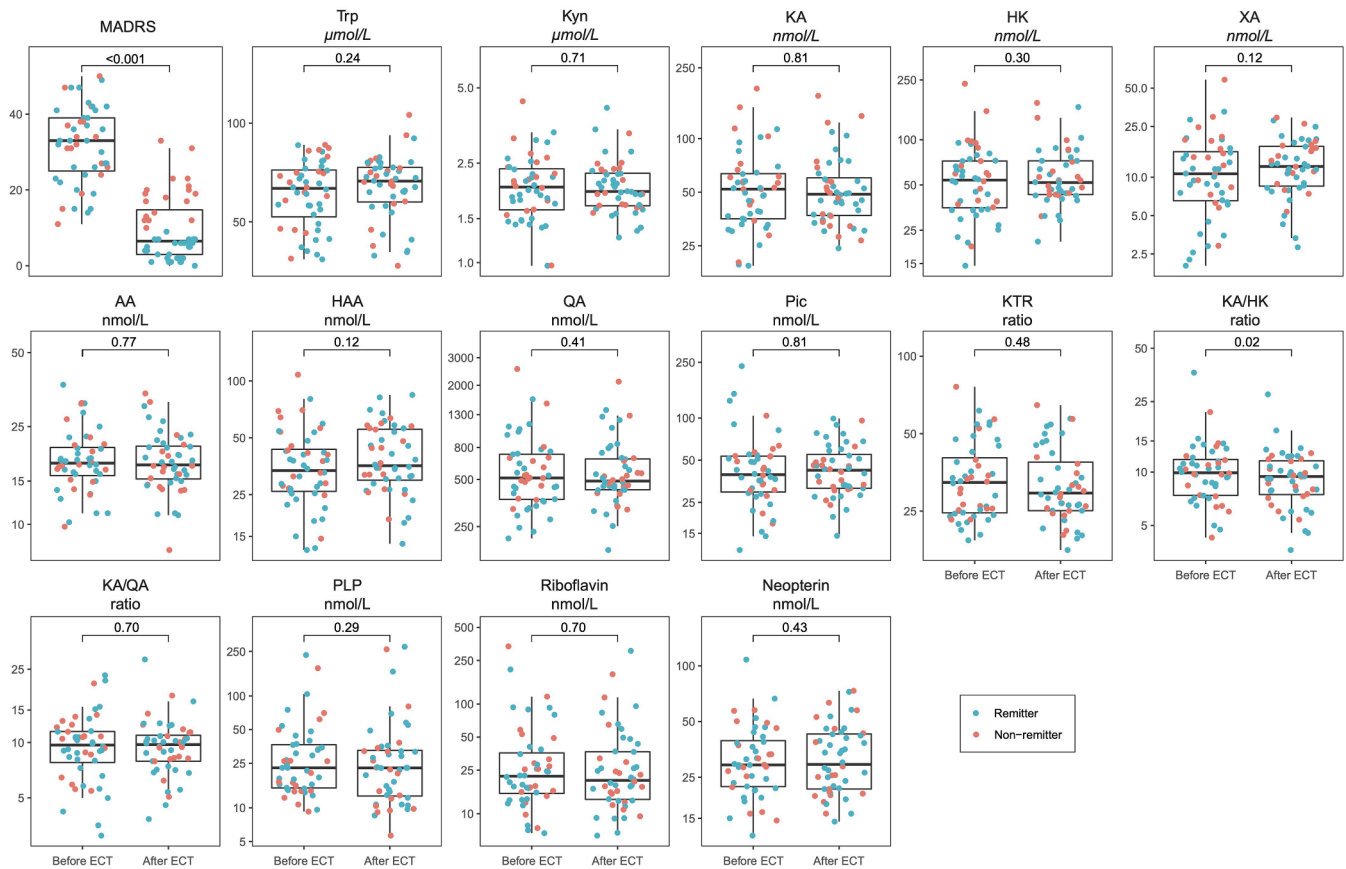 MADRS
Trp
µmol/L
Kyn
µmol/L
KA
nmol/L
HK
nmol/L
XA
nmol/L
<0.001
0.24
0.71
0.81
0.30
0.12
40
20
0
100
50
5.0
2.5
1.5
1.0
250
100
50
25
250
100
50
25
15
50.0
25.0
10.0
5.0
2.5
AA
nmol/L
HAA
nmol/L
QA
nmol/L
Pic
nmol/L
KTR
ratio
KA/HK
ratio
0.77
0.12
0.41
0.81
0.48
0.02
50
25
15
10
100
50
25
15
3000
2000
1300
800
500
250
250
100
50
25
15
100
50
25
50
25
15
10
5
Before ECT
After ECT
Before ECT
After ECT
KA/QA
ratio
PLP
nmol/L
Riboflavin
nmol/L
Neopterin
nmol/L
0.70
0.29
0.70
0.43
25
15
10
5
250
100
50
25
10
5
500
250
100
50
25
10
100
50
25
15
Before ECT
After ECT
Before ECT
After ECT
Before ECT
After ECT
Before ECT
After ECT
Remitter
Non−remitter